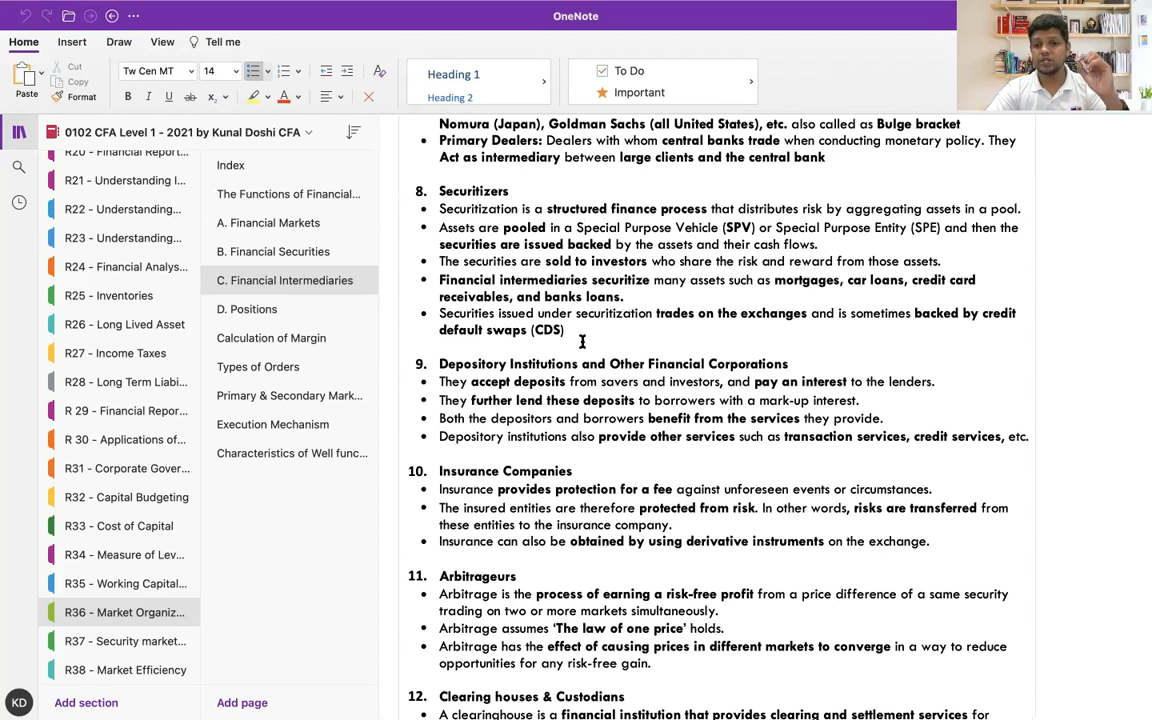 OneNote
Home Insert Draw View Tell me
Paste
Cut
Copy
Format
Tw Cen MT 14
B I U ab x₂ A
Heading 1
Heading 2
To Do
Important
0102 CFA Level 1 - 2021 by Kunal Doshi CFA
R20 - Financial Report...
R21 - Understanding I...
R22 - Understanding...
R23 - Understanding...
R24 - Financial Analys...
R25 - Inventories
R26 - Long Lived Asset
R27 - Income Taxes
R28 - Long Term Liabi...
R 29 - Financial Repor...
R 30 - Applications of...
R31 - Corporate Gover...
R32 - Capital Budgeting
R33 - Cost of Capital
R34 - Measure of Lev...
R35 - Working Capital...
R36 - Market Organiz...
R37 - Security market...
R38 - Market Efficiency
KD
Add section
Index
The Functions of Financial...
A. Financial Markets
B. Financial Securities
C. Financial Intermediaries
D. Positions
Calculation of Margin
Types of Orders
Primary & Secondary Mark...
Execution Mechanism
Characteristics of Well func...
Add page
Nomura (Japan), Goldman Sachs (all United States), etc. also called as Bulge bracket
• Primary Dealers: Dealers with whom central banks trade when conducting monetary policy. They
Act as intermediary between large clients and the central bank
8. Securitizers
• Securitization is a structured finance process that distributes risk by aggregating assets in a pool.
• Assets are pooled in a Special Purpose Vehicle (SPV) or Special Purpose Entity (SPE) and then the
securities are issued backed by the assets and their cash flows.
• The securities are sold to investors who share the risk and reward from those assets.
• Financial intermediaries securitize many assets such as mortgages, car loans, credit card
receivables, and banks loans.
• Securities issued under securitization trades on the exchanges and is sometimes backed by credit
default swaps (CDS)
9. Depository Institutions and Other Financial Corporations
• They accept deposits from savers and investors, and pay an interest to the lenders.
• They further lend these deposits to borrowers with a mark-up interest.
• Both the depositors and borrowers benefit from the services they provide.
• Depository institutions also provide other services such as transaction services, credit services, etc.
10. Insurance Companies
• Insurance provides protection for a fee against unforeseen events or circumstances.
• The insured entities are therefore protected from risk. In other words, risks are transferred from
these entities to the insurance company.
• Insurance can also be obtained by using derivative instruments on the exchange.
11. Arbitrageurs
• Arbitrage is the process of earning a risk-free profit from a price difference of a same security
trading on two or more markets simultaneously.
• Arbitrage assumes 'The law of one price' holds.
• Arbitrage has the effect of causing prices in different markets to converge in a way to reduce
opportunities for any risk-free gain.
12. Clearing houses & Custodians
• A clearinghouse is a financial institution that provides clearing and settlement services for